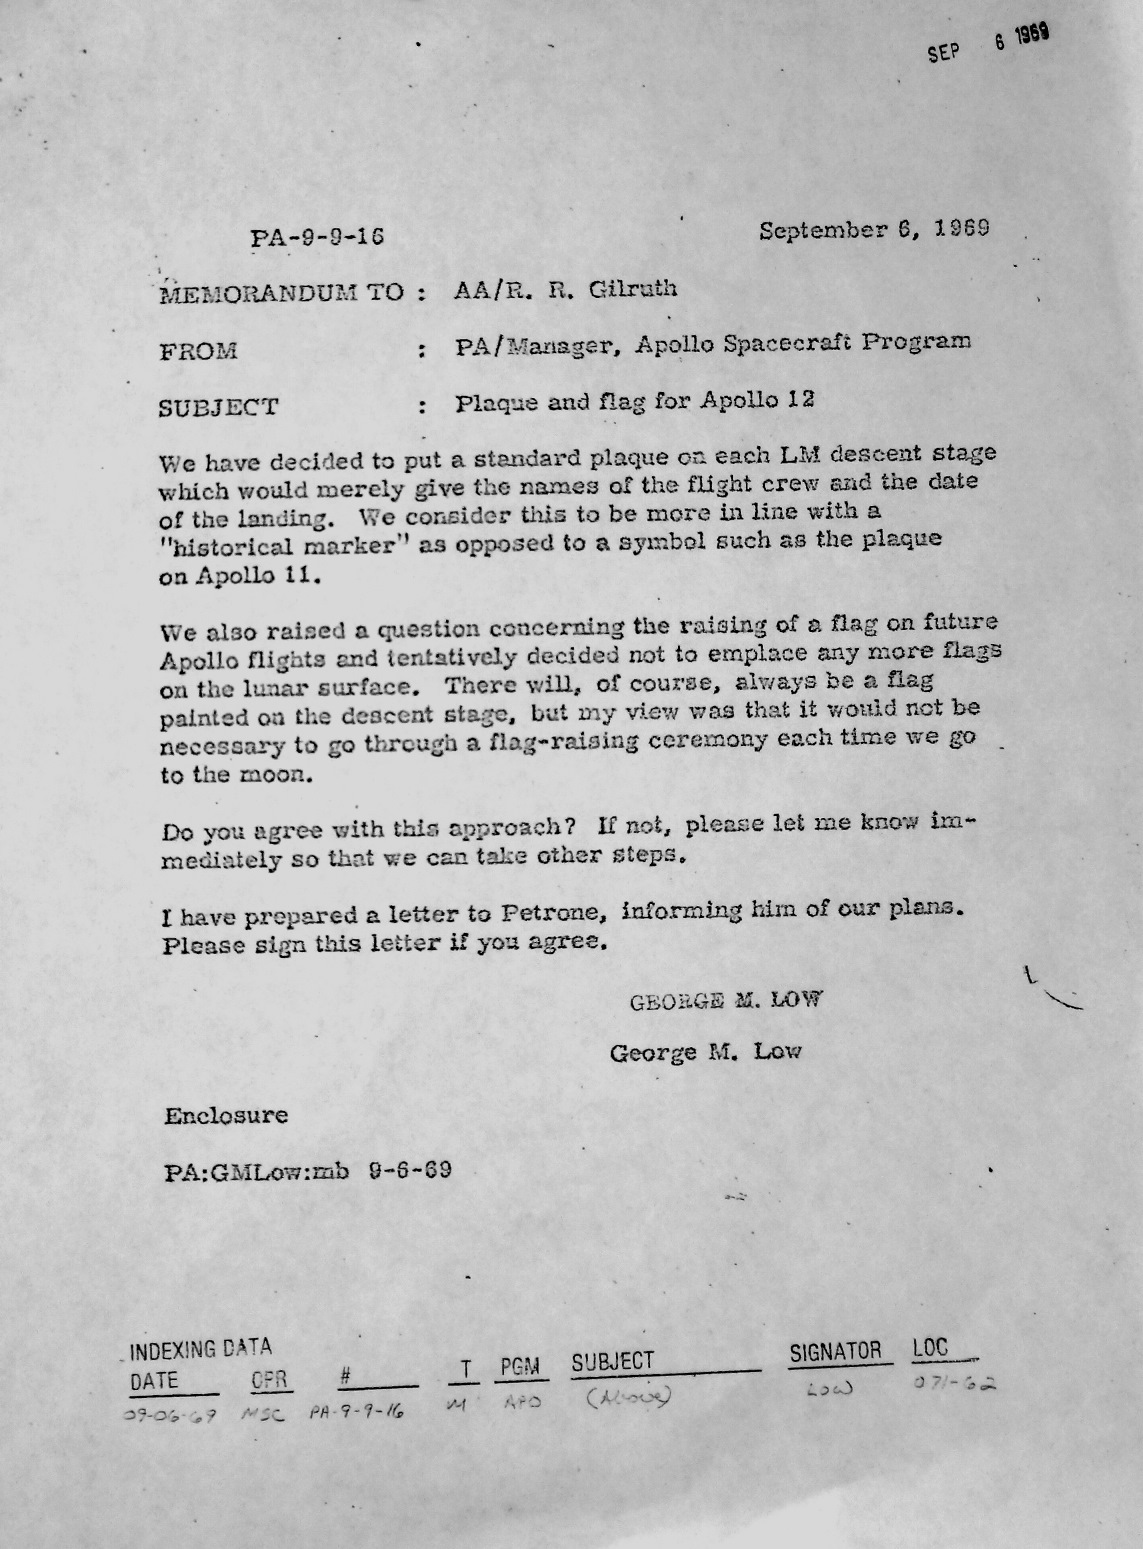 SEP 6 1969
PA-9-9-16 September 6, 1969
MEMORANDUM TO : AA/R. R. Gilruth
FROM : PA/Manager, Apollo Spacecraft Program
SUBJECT : Plaque and flag for Apollo 12
We have decided to put a standard plaque on each LM descent stage
which would merely give the names of the flight crew and the date
of the landing. We consider this to be more in line with a
"historical marker" as opposed to a symbol such as the plaque
on Apollo 11.
We also raised a question concerning the raising of a flag on future
Apollo flights and tentatively decided not to emplace any more flags
on the lunar surface. There will, of course, always be a flag
painted on the descent stage, but my view was that it would not be
necessary to go through a flag-raising ceremony each time we go
to the moon.
Do you agree with this approach? If not, please let me know im-
mediately so that we can take other steps.
I have prepared a letter to Petrone, informing him of our plans.
Please sign this letter if you agree.
GEORGE M. LOW
George M. Low
Enclosure
PA:GMLow:mb 9-6-69
INDEXING DATA
DATE OPR # T PGM SUBJECT SIGNATOR LOC
09-06-69 MSC PA-9-9-16 M APO (Above) LOW 071-62